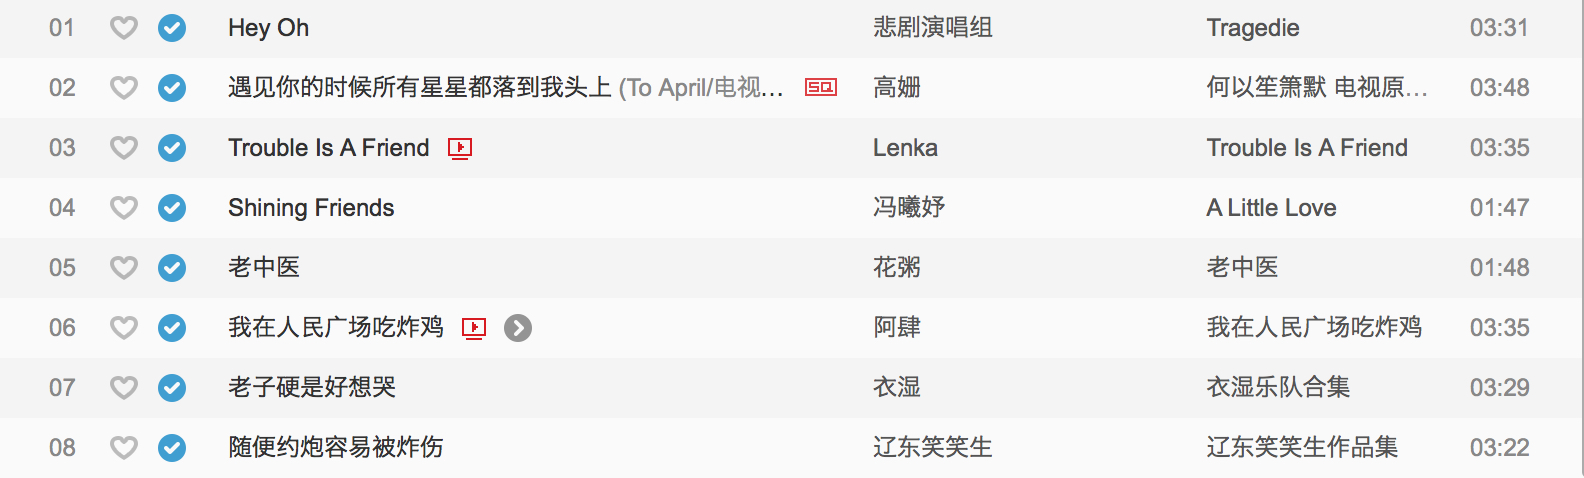 01 Hey Oh 悲剧演唱组 Tragedie 03:31
02 遇见你的时候所有星星都落到我头上 (To April/电视... SQ 高姗 何以笙箫默 电视原... 03:48
03 Trouble Is A Friend Lenka Trouble Is A Friend 03:35
04 Shining Friends 冯曦妤 A Little Love 01:47
05 老中医 花粥 老中医 01:48
06 我在人民广场吃炸鸡 阿肆 我在人民广场吃炸鸡 03:35
07 老子硬是好想哭 衣湿 衣湿乐队合集 03:29
08 随便约炮容易被炸伤 辽东笑笑生 辽东笑笑生作品集 03:22